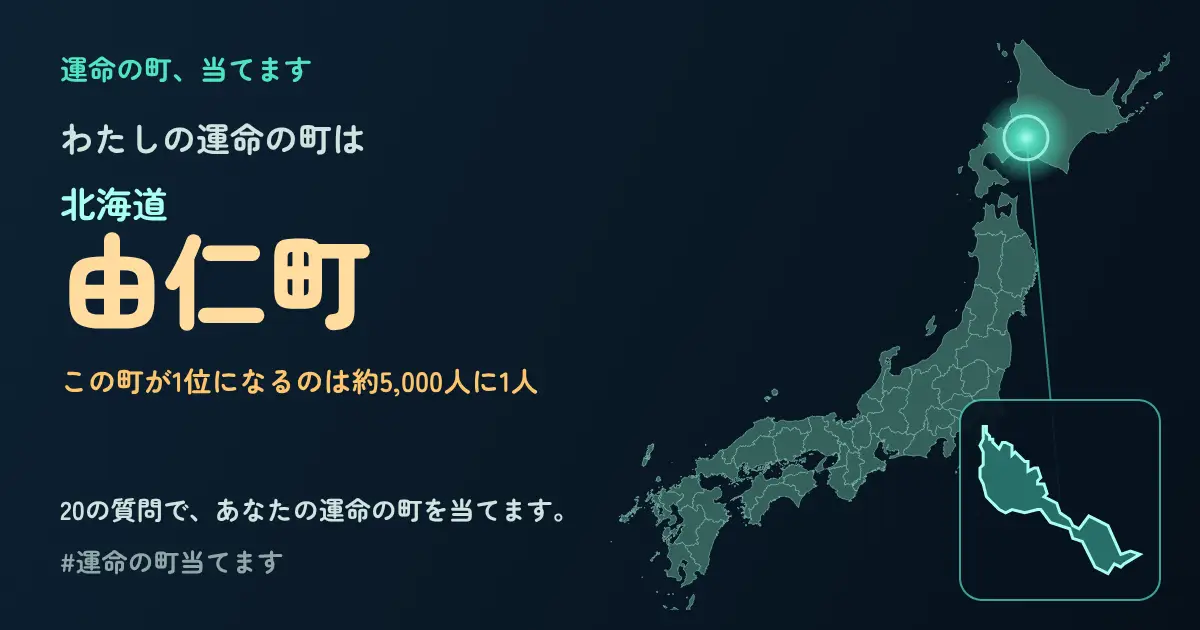 運命の町、当てます
わたしの運命の町は
北海道
由仁町
この町が1位になるのは約5,000人に1人
20の質問で、あなたの運命の町を当てます。
#運命の町当てます